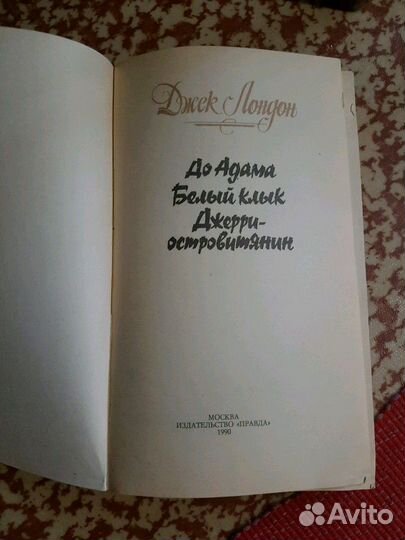 Джек Лондон
До Адама
Белый клык
Джерри-
островитянин
МОСКВА
ИЗДАТЕЛЬСТВО «ПРАВДА»
1990
Avito